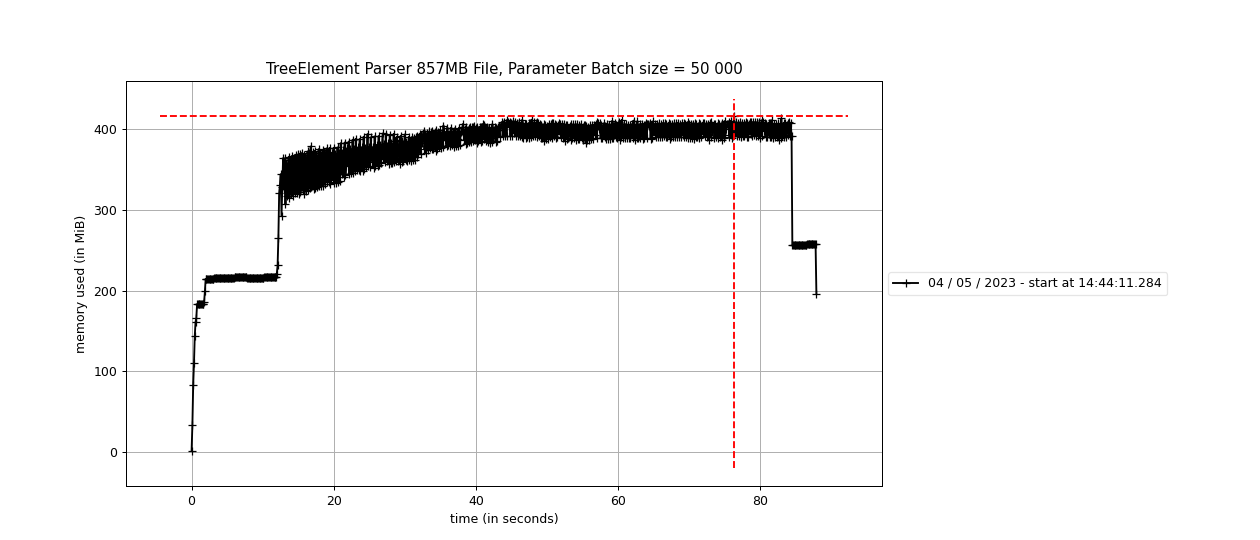 TreeElement Parser 857MB File, Parameter Batch size = 50 000
memory used (in MiB)
400
300
200
100
0
0 20 40 60 80
time (in seconds)
04 / 05 / 2023 - start at 14:44:11.284